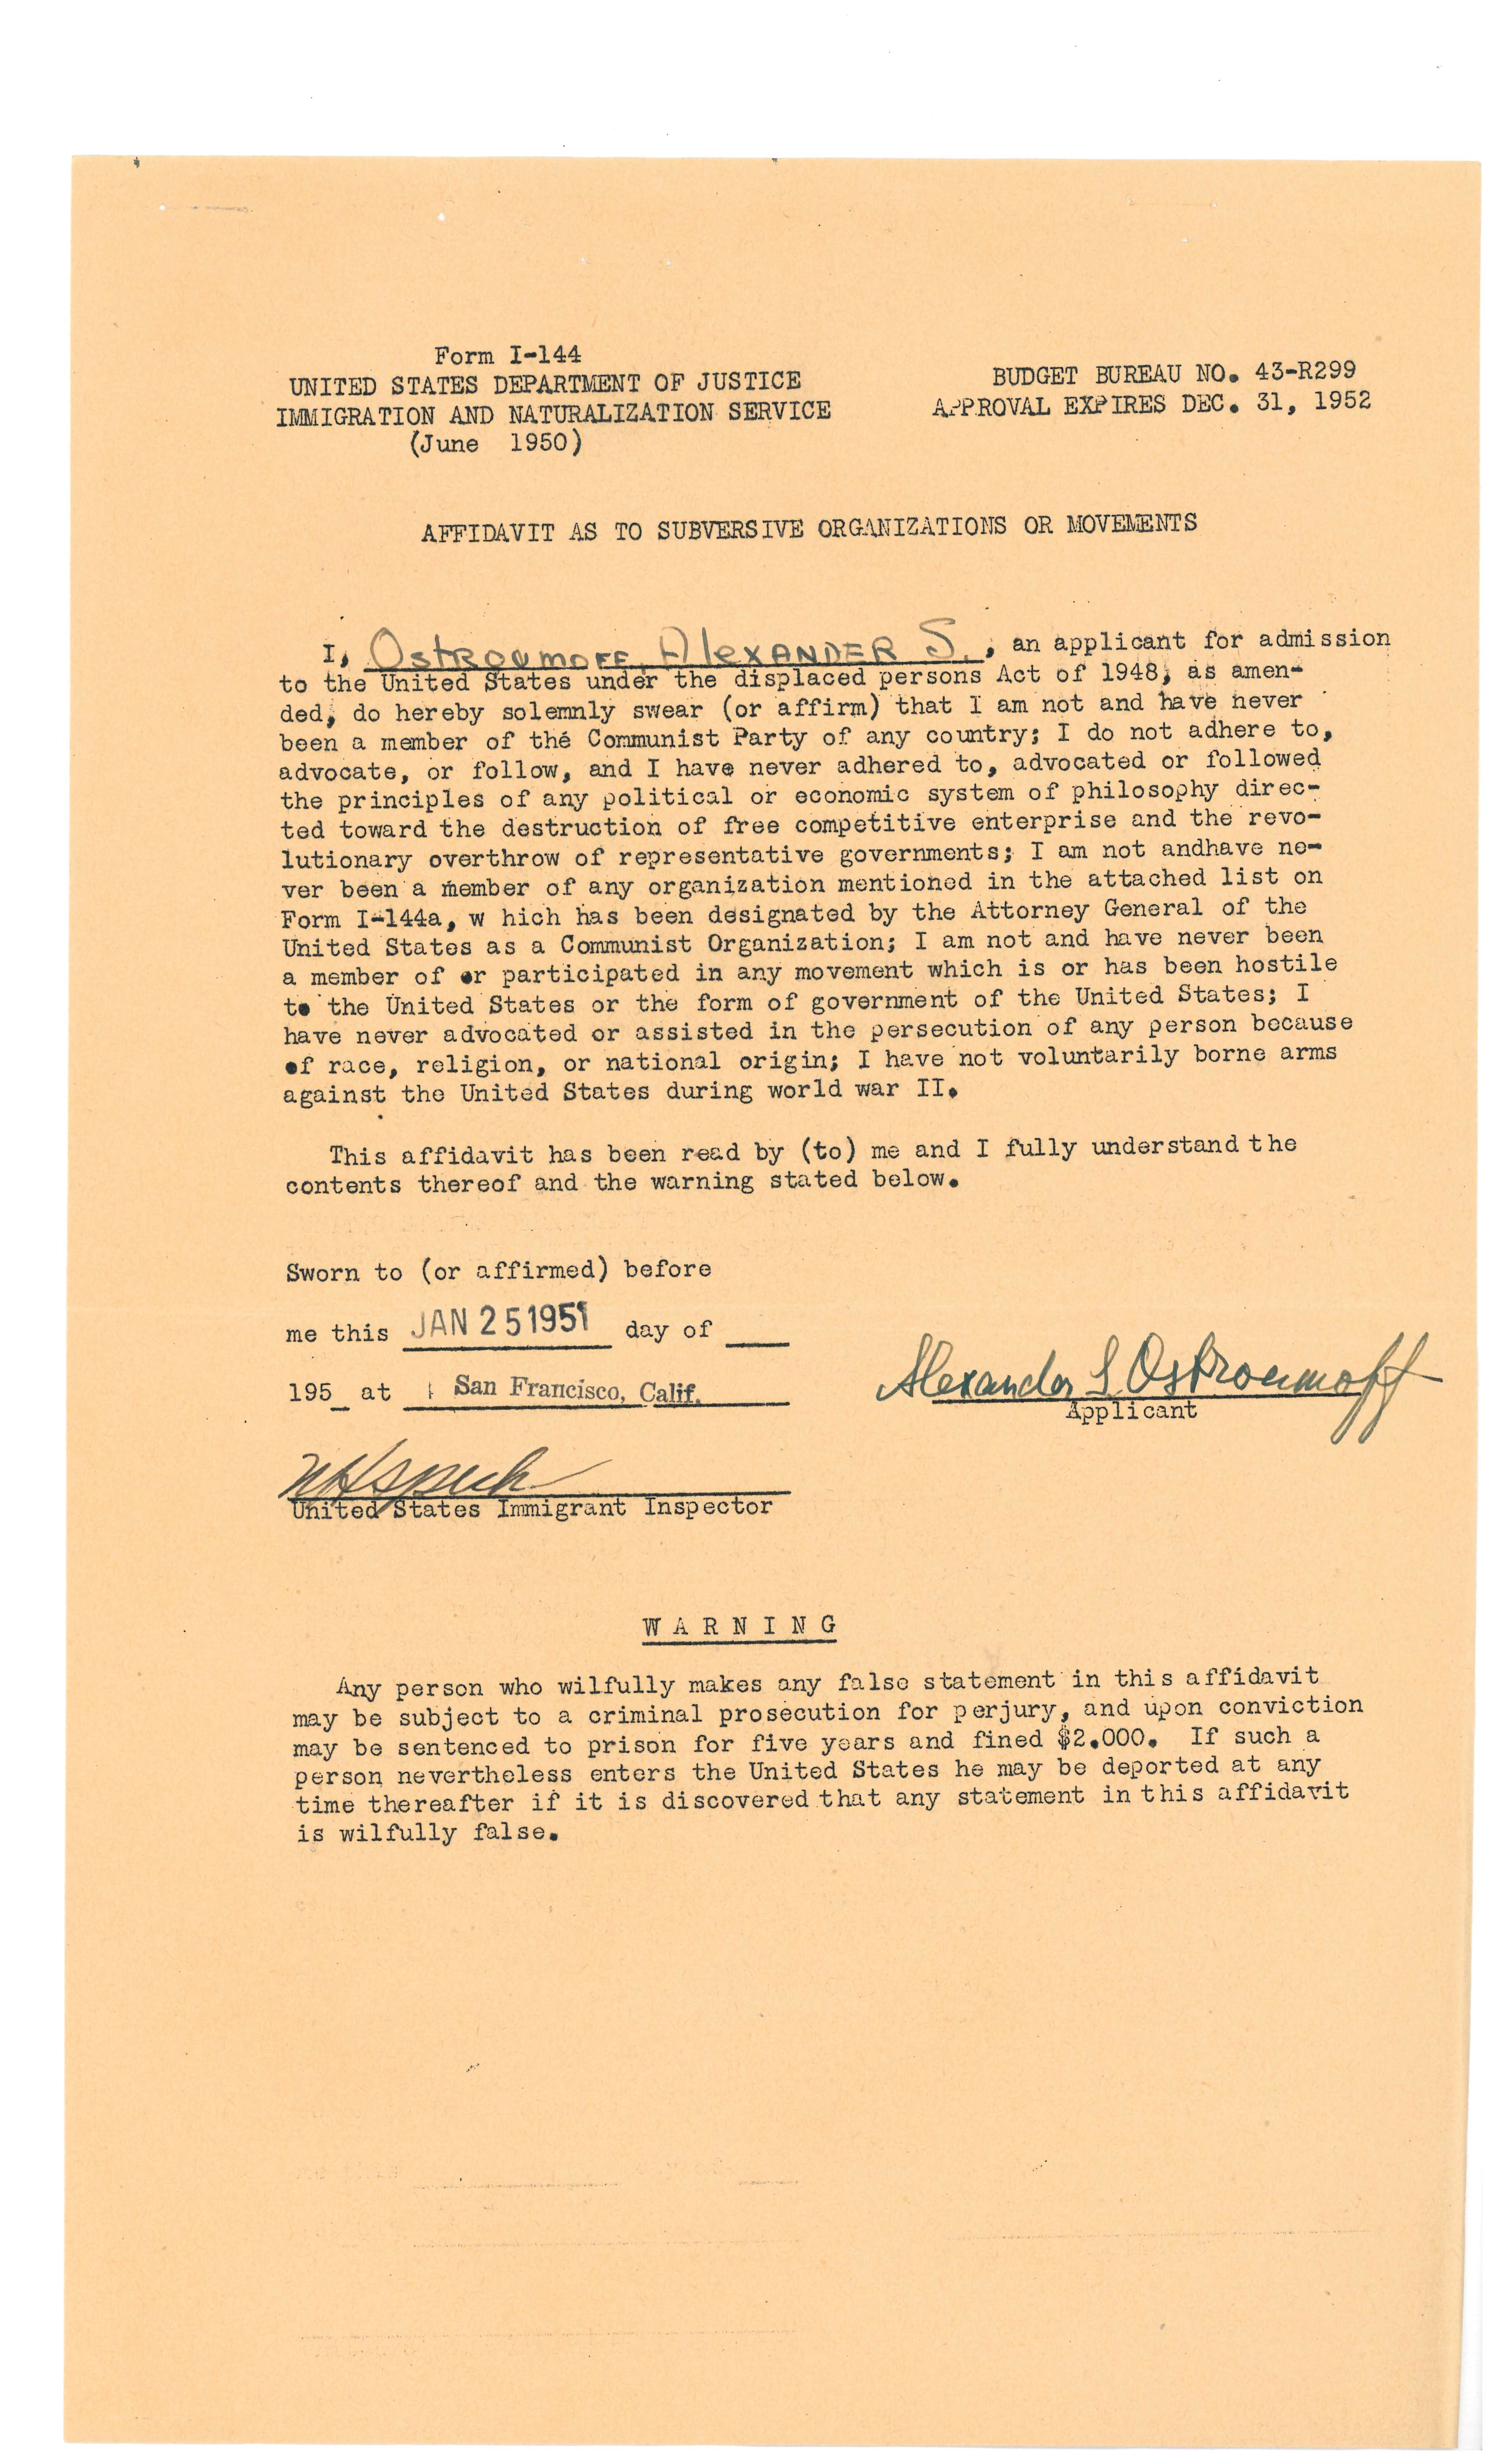 Form I-144
UNITED STATES DEPARTMENT OF JUSTICE
IMMIGRATION AND NATURALIZATION SERVICE
(June 1950)
BUDGET BUREAU NO. 43-R299
APPROVAL EXPIRES DEC. 31, 1952
AFFIDAVIT AS TO SUBVERSIVE ORGANIZATIONS OR MOVEMENTS
I, OSTROUMOFF, AlEXANDER S., an applicant for admission
to the United States under the displaced persons Act of 1948, as amen-
ded, do hereby solemnly swear (or affirm) that I am not and have never
been a member of the Communist Party of any country; I do not adhere to,
advocate, or follow, and I have never adhered to, advocated or followed
the principles of any political or economic system of philosophy direc-
ted toward the destruction of free competitive enterprise and the revo-
lutionary overthrow of representative governments; I am not andhave ne-
ver been a member of any organization mentioned in the attached list on
Form I-144a, w hich has been designated by the Attorney General of the
United States as a Communist Organization; I am not and have never been
a member of or participated in any movement which is or has been hostile
to the United States or the form of government of the United States; I
have never advocated or assisted in the persecution of any person because
of race, religion, or national origin; I have not voluntarily borne arms
against the United States during world war II.
This affidavit has been read by (to) me and I fully understand the
contents thereof and the warning stated below.
Sworn to (or affirmed) before
me this JAN 25 1951 day of
195_ at San Francisco, Calif.
Alexander S Ostroumoff
Applicant
United States Immigrant Inspector
WARNING
Any person who wilfully makes any false statement in this affidavit
may be subject to a criminal prosecution for perjury, and upon conviction
may be sentenced to prison for five years and fined $2.000. If such a
person nevertheless enters the United States he may be deported at any
time thereafter if it is discovered that any statement in this affidavit
is wilfully false.